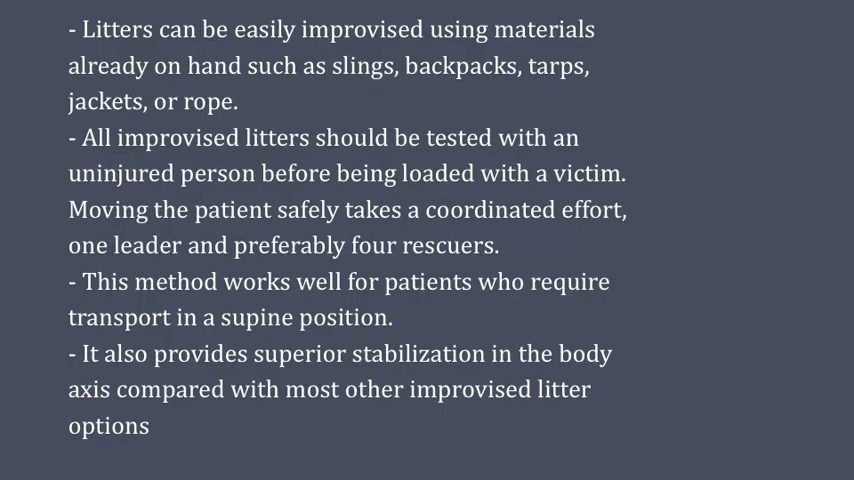 - Litters can be easily improvised using materials
already on hand such as slings, backpacks, tarps,
jackets, or rope.
- All improvised litters should be tested with an
uninjured person before being loaded with a victim.
Moving the patient safely takes a coordinated effort,
one leader and preferably four rescuers.
- This method works well for patients who require
transport in a supine position.
- It also provides superior stabilization in the body
axis compared with most other improvised litter
options